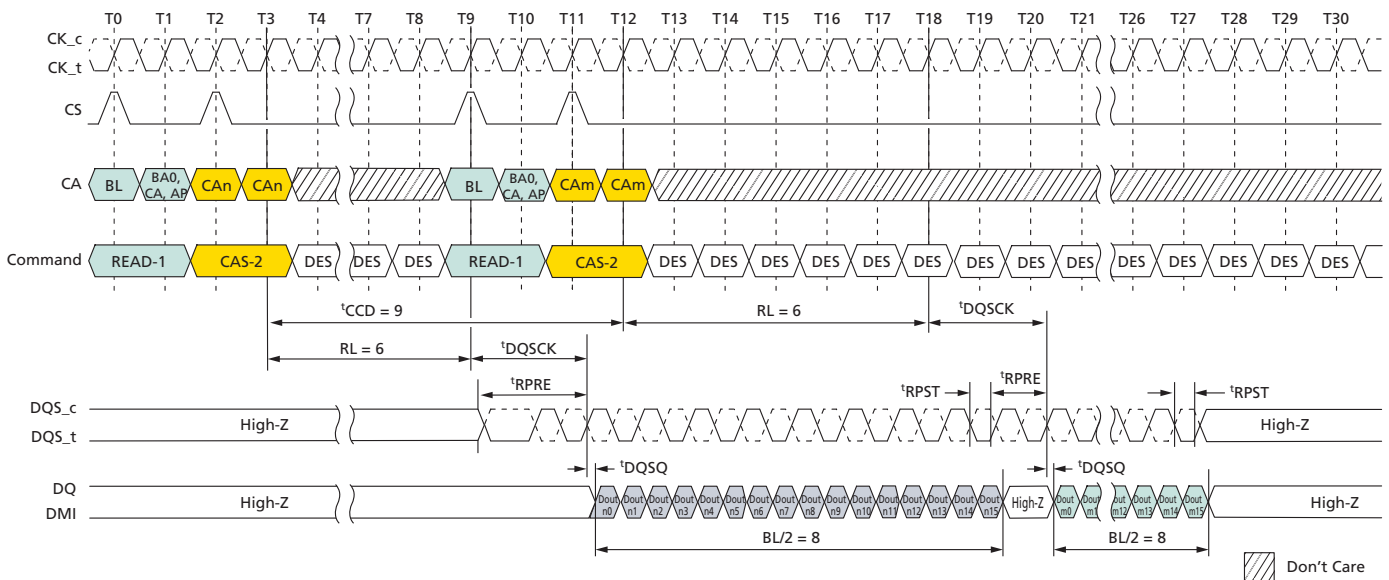 T0 T1 T2 T3 T4 T7 T8 T9 T10 T11 T12 T13 T14 T15 T16 T17 T18 T19 T20 T21 T26 T27 T28 T29 T30
CK_c
CK_t
CS
CA BL BA0, CA, AP CAn CAn BL BA0, CA, AP CAm CAm
Command READ-1 CAS-2 DES DES DES READ-1 CAS-2 DES DES DES DES DES DES DES DES DES DES DES DES DES DES
tCCD = 9 RL = 6 tDQSCK
RL = 6 tDQSCK
tRPRE tRPST tRPRE tRPST
DQS_c
DQS_t
High-Z High-Z
tDQSQ tDQSQ
DQ
DMI
High-Z Dout n0 Dout n1 Dout n2 Dout n3 Dout n4 Dout n5 Dout n6 Dout n7 Dout n8 Dout n9 Dout n10 Dout n11 Dout n12 Dout n13 Dout n14 Dout n15 High-Z Dout m0 Dout m1 Dout m12 Dout m13 Dout m14 Dout m15 High-Z
BL/2 = 8 BL/2 = 8
Don't Care